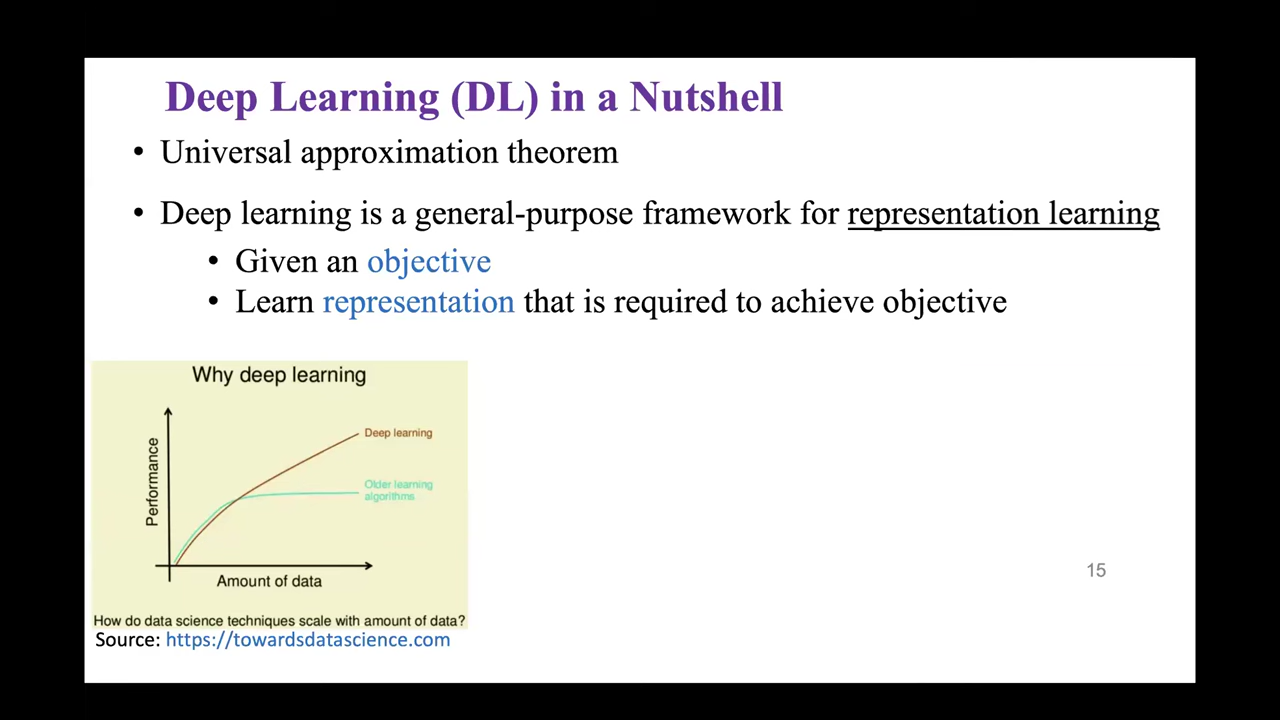 Deep Learning (DL) in a Nutshell
• Universal approximation theorem
• Deep learning is a general-purpose framework for representation learning
• Given an objective
• Learn representation that is required to achieve objective
Why deep learning
Performance
Deep learning
Older learning
algorithms
Amount of data
How do data science techniques scale with amount of data?
Source: https://towardsdatascience.com
15